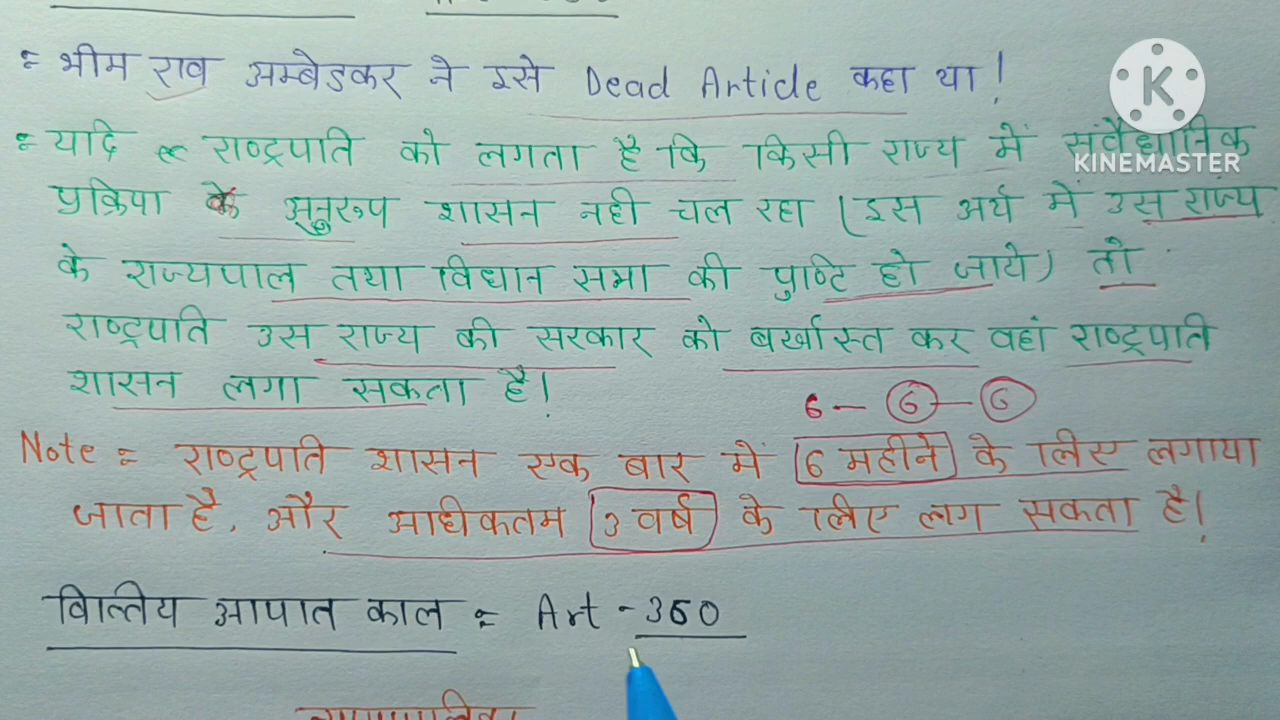 = भीम राव अम्बेडकर ने इसे Dead Article कहा था!
K
KINEMASTER
= यदि राष्ट्रपति को लगता है कि किसी राज्य में संवैधानिक
प्रक्रिया के अनुरूप शासन नही चल रहा (इस अर्थ में उस राज्य
के राज्यपाल तथा विधान सभा की पुष्टि हो जाये) तो
राष्ट्रपति उस राज्य की सरकार को बर्खास्त कर वहां राष्ट्रपति
शासन लगा सकता है।
6 - 6 - 6
Note = राष्ट्रपति शासन एक बार में 6 महीने के लिए लगाया
जाता है, और अधिकतम 3 वर्ष के लिए लग सकता है।
वित्तिय आपात काल = Art - 360